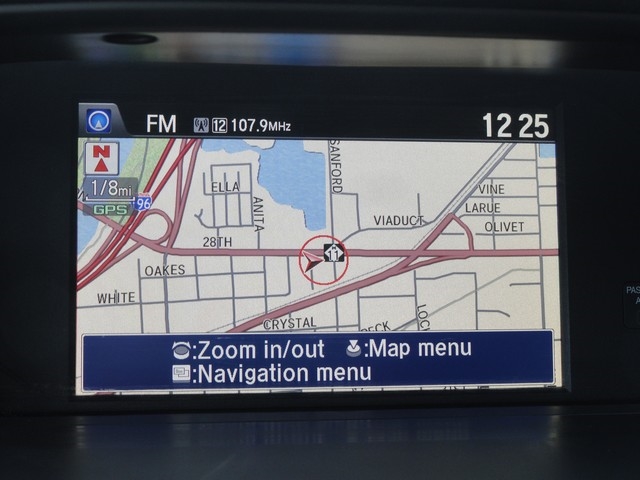 FM 12 107.9MHz 12 25
N
1/8mi
GPS
96
ELLA
ANITA
SANFORD
VINE
LARUE
VIADUCT
OLIVET
28TH
11
OAKES
WHITE
CRYSTAL
:Zoom in/out :Map menu
:Navigation menu